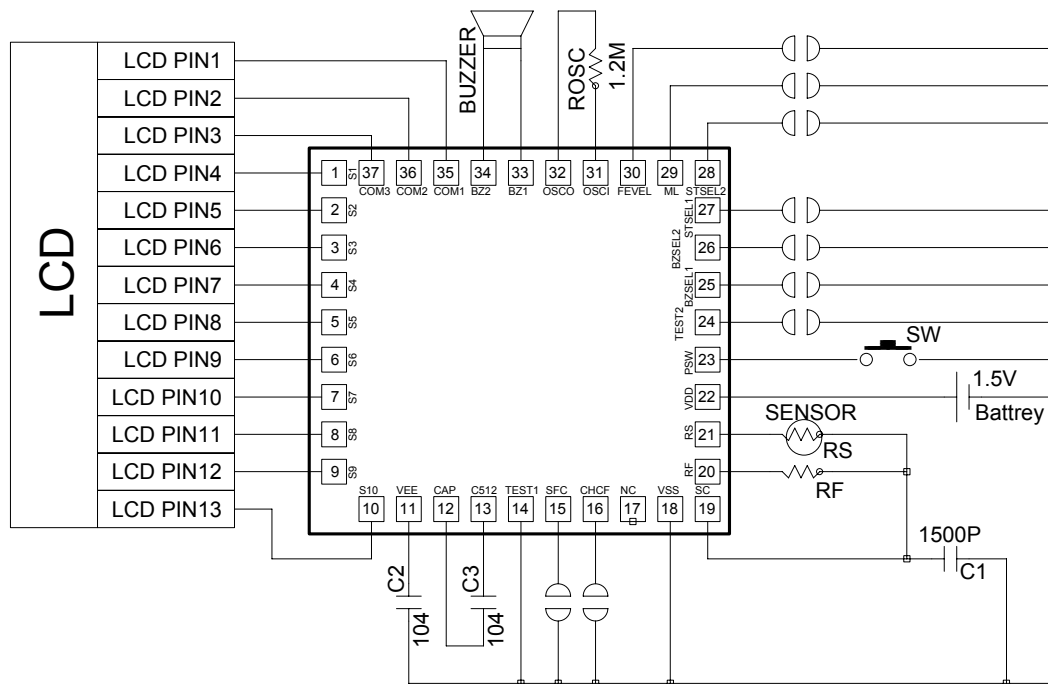 LCD
LCD PIN1
LCD PIN2
LCD PIN3
LCD PIN4
LCD PIN5
LCD PIN6
LCD PIN7
LCD PIN8
LCD PIN9
LCD PIN10
LCD PIN11
LCD PIN12
LCD PIN13
BUZZER
ROSC
1.2M
37
36
35
34
33
32
31
30
29
28
COM3
COM2
COM1
BZ2
BZ1
OSCO
OSCI
FEVEL
ML
STSEL2
1
S1
2
S2
3
S3
4
S4
5
S5
6
S6
7
S7
8
S8
9
S9
STSEL1
27
BZSEL2
26
BZSEL1
25
TEST2
24
PSW
23
VDD
22
RS
21
RF
20
S10
VEE
CAP
C512
TEST1
SFC
CHCF
NC
VSS
SC
10
11
12
13
14
15
16
17
18
19
SW
1.5V
Battrey
SENSOR
RS
RF
1500P
C1
C2
104
C3
104